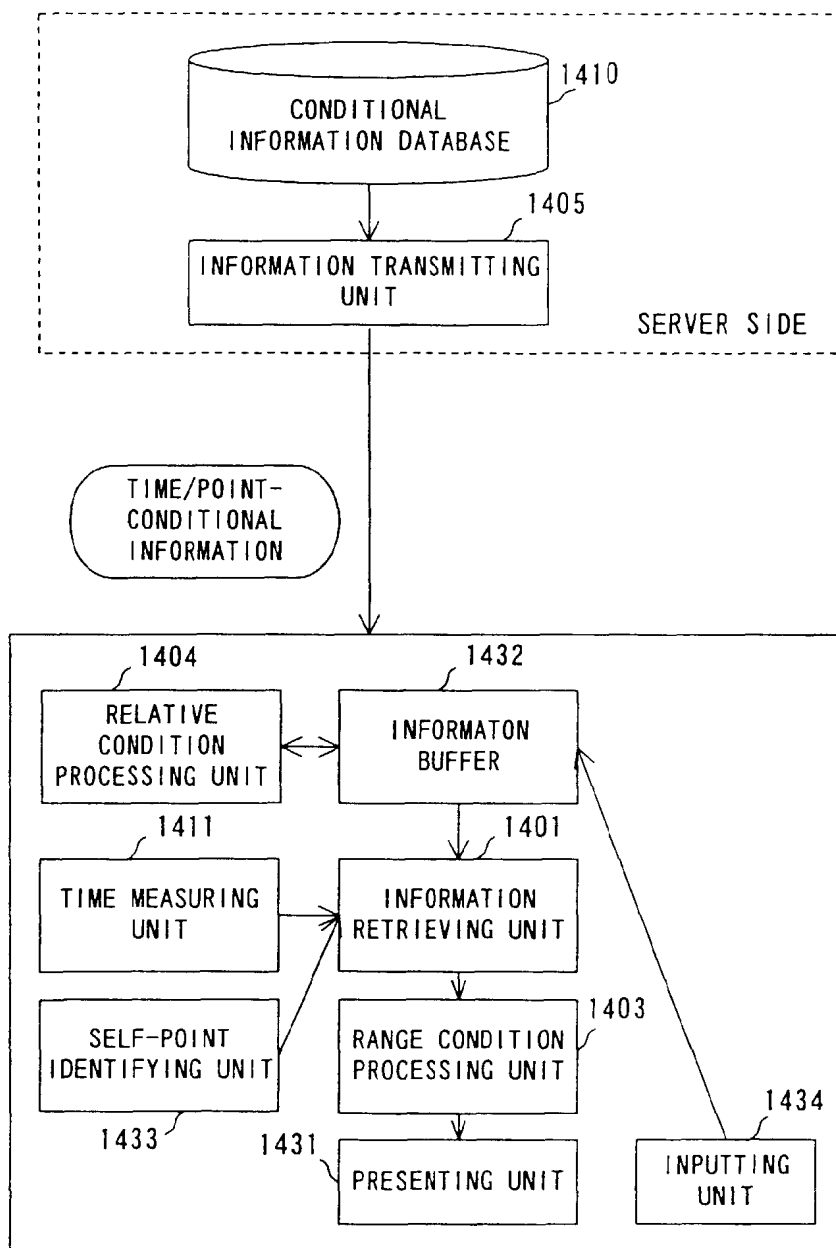 1410
CONDITIONAL
INFORMATION DATABASE
1405
INFORMATION TRANSMITTING
UNIT
SERVER SIDE
TIME/POINT-
CONDITIONAL
INFORMATION
1404
RELATIVE
CONDITION
PROCESSING UNIT
1432
INFORMATON
BUFFER
1411
TIME MEASURING
UNIT
1401
INFORMATION
RETRIEVING UNIT
SELF-POINT
IDENTIFYING UNIT
1433
1403
RANGE CONDITION
PROCESSING UNIT
1431
PRESENTING UNIT
1434
INPUTTING
UNIT